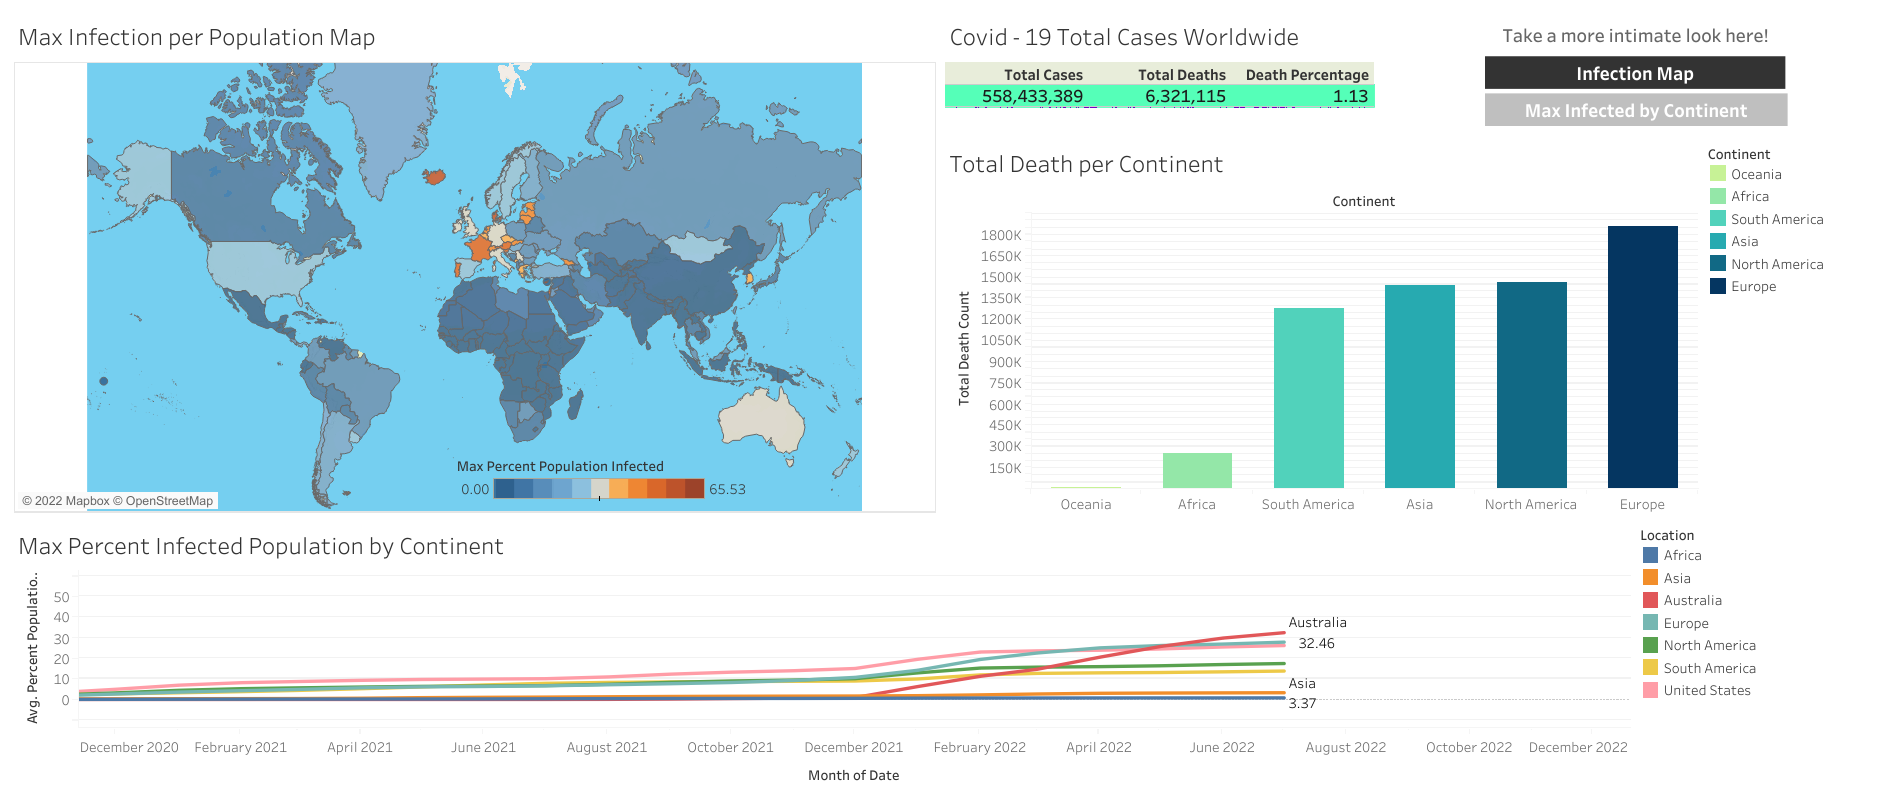 Max Infection per Population Map
Max Percent Population Infected
0.00 65.53
© 2022 Mapbox © OpenStreetMap
Covid - 19 Total Cases Worldwide
Total Cases Total Deaths Death Percentage
558,433,389 6,321,115 1.13
Take a more intimate look here!
Infection Map
Max Infected by Continent
Total Death per Continent
Continent
Total Death Count
1800K
1650K
1500K
1350K
1200K
1050K
900K
750K
600K
450K
300K
150K
Oceania Africa South America Asia North America Europe
Continent
Oceania
Africa
South America
Asia
North America
Europe
Max Percent Infected Population by Continent
Avg. Percent Populatio..
50
40
30
20
10
0
Australia
32.46
Asia
3.37
December 2020 February 2021 April 2021 June 2021 August 2021 October 2021 December 2021 February 2022 April 2022 June 2022 August 2022 October 2022 December 2022
Month of Date
Location
Africa
Asia
Australia
Europe
North America
South America
United States